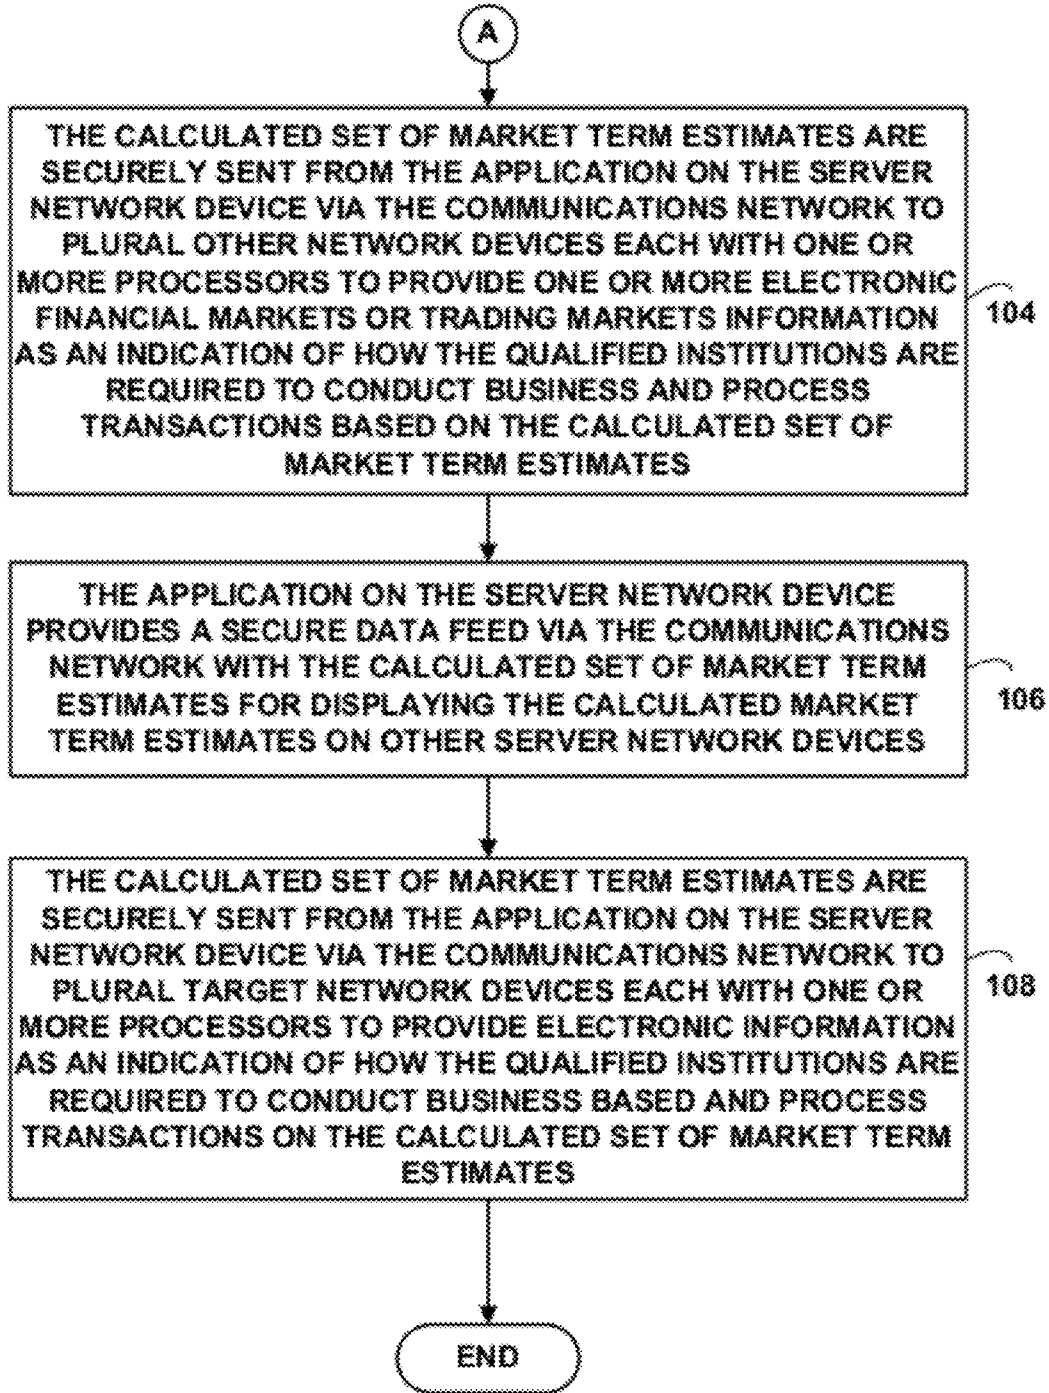 A
THE CALCULATED SET OF MARKET TERM ESTIMATES ARE
SECURELY SENT FROM THE APPLICATION ON THE SERVER
NETWORK DEVICE VIA THE COMMUNICATIONS NETWORK TO
PLURAL OTHER NETWORK DEVICES EACH WITH ONE OR
MORE PROCESSORS TO PROVIDE ONE OR MORE ELECTRONIC
FINANCIAL MARKETS OR TRADING MARKETS INFORMATION
AS AN INDICATION OF HOW THE QUALIFIED INSTITUTIONS ARE
REQUIRED TO CONDUCT BUSINESS AND PROCESS
TRANSACTIONS BASED ON THE CALCULATED SET OF
MARKET TERM ESTIMATES
104
THE APPLICATION ON THE SERVER NETWORK DEVICE
PROVIDES A SECURE DATA FEED VIA THE COMMUNICATIONS
NETWORK WITH THE CALCULATED SET OF MARKET TERM
ESTIMATES FOR DISPLAYING THE CALCULATED MARKET
TERM ESTIMATES ON OTHER SERVER NETWORK DEVICES
106
THE CALCULATED SET OF MARKET TERM ESTIMATES ARE
SECURELY SENT FROM THE APPLICATION ON THE SERVER
NETWORK DEVICE VIA THE COMMUNICATIONS NETWORK TO
PLURAL TARGET NETWORK DEVICES EACH WITH ONE OR
MORE PROCESSORS TO PROVIDE ELECTRONIC INFORMATION
AS AN INDICATION OF HOW THE QUALIFIED INSTITUTIONS ARE
REQUIRED TO CONDUCT BUSINESS BASED AND PROCESS
TRANSACTIONS ON THE CALCULATED SET OF MARKET TERM
ESTIMATES
108
END